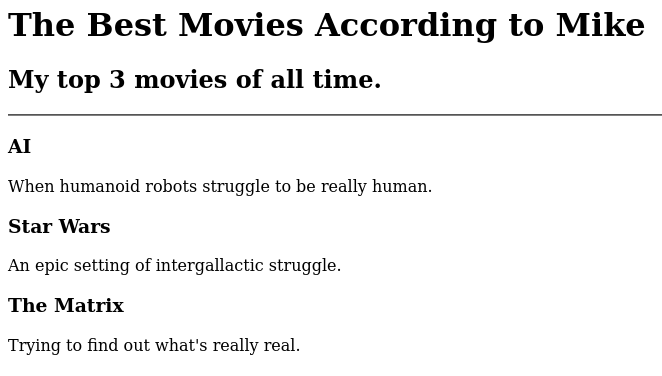 The Best Movies According to Mike
My top 3 movies of all time.
AI
When humanoid robots struggle to be really human.
Star Wars
An epic setting of intergallactic struggle.
The Matrix
Trying to find out what's really real.